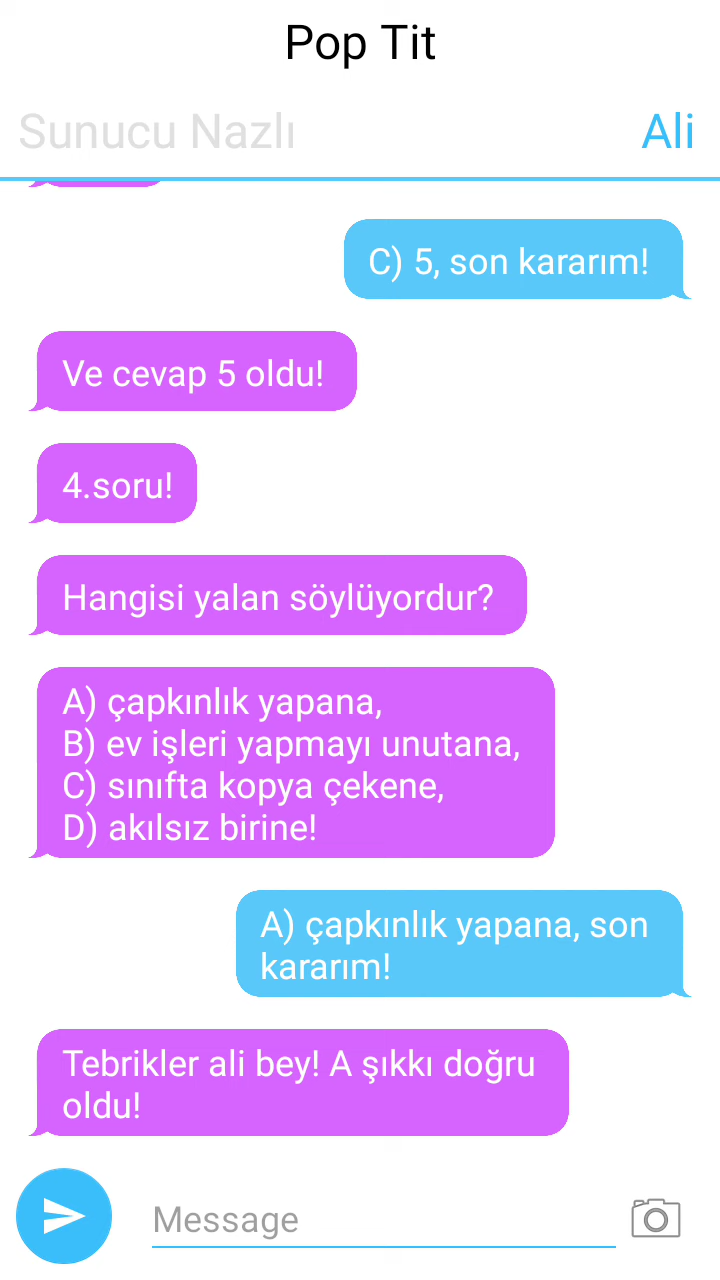 Pop Tit
Sunucu Nazlı
Ali
C) 5, son kararım!
Ve cevap 5 oldu!
4.soru!
Hangisi yalan söylüyordur?
A) çapkınlık yapana,
B) ev işleri yapmayı unutana,
C) sınıfta kopya çekene,
D) akılsız birine!
A) çapkınlık yapana, son
kararım!
Tebrikler ali bey! A şıkkı doğru
oldu!
Message